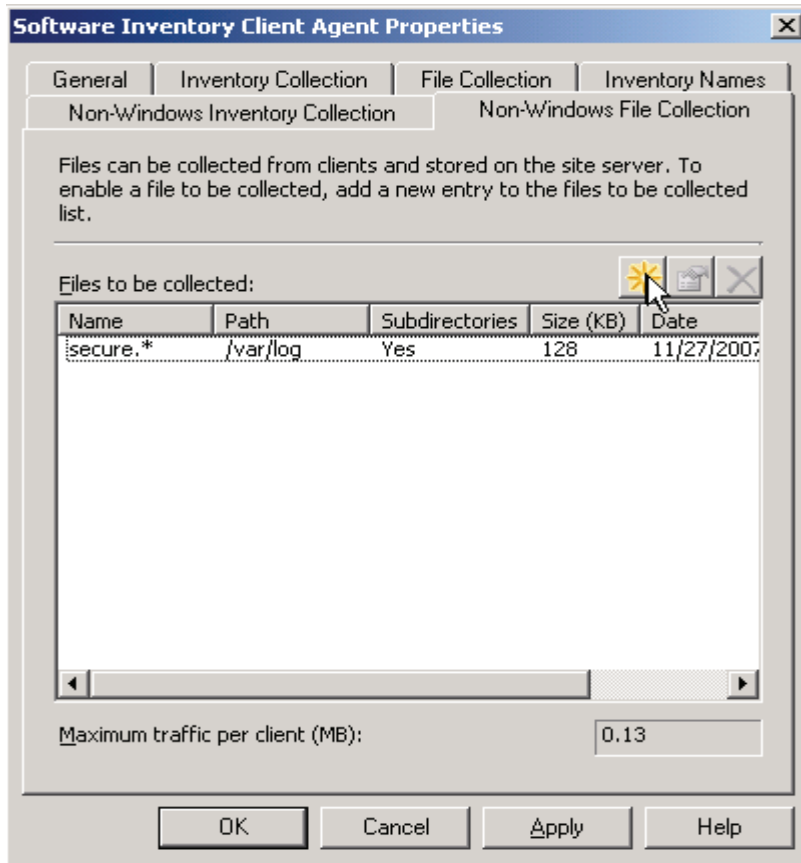 Software Inventory Client Agent Properties
General Inventory Collection File Collection Inventory Names
Non-Windows Inventory Collection Non-Windows File Collection
Files can be collected from clients and stored on the site server. To
enable a file to be collected, add a new entry to the files to be collected
list.
Files to be collected:
Name Path Subdirectories Size (KB) Date
secure.* /var/log Yes 128 11/27/2007
Maximum traffic per client (MB): 0.13
OK Cancel Apply Help